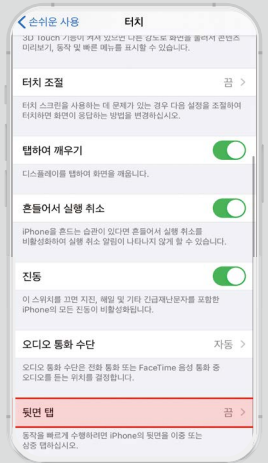 손쉬운 사용
터치
3D Touch 기능이 켜져 있으면 다른 강도로 화면을 눌러서 콘텐츠
미리보기, 동작 및 빠른 메뉴를 표시할 수 있습니다.
터치 조절
끔
터치 스크린을 사용하는 데 문제가 있는 경우 다음 설정을 조절하여
터치하면 화면이 응답하는 방법을 변경하십시오.
탭하여 깨우기
디스플레이를 탭하여 화면을 깨웁니다.
흔들어서 실행 취소
iPhone을 흔드는 습관이 있다면 흔들어서 실행 취소를
비활성화하여 실행 취소 알림이 나타나지 않게 할 수 있습니다.
진동
이 스위치를 끄면 지진, 해일 및 기타 긴급재난문자를 포함한
iPhone의 모든 진동이 비활성화됩니다.
오디오 통화 수단
자동
오디오 통화 수단은 전화 통화 또는 FaceTime 음성 통화 중
오디오를 듣는 위치를 결정합니다.
뒷면 탭
끔
동작을 빠르게 수행하려면 iPhone의 뒷면을 이중 또는
삼중 탭하십시오.